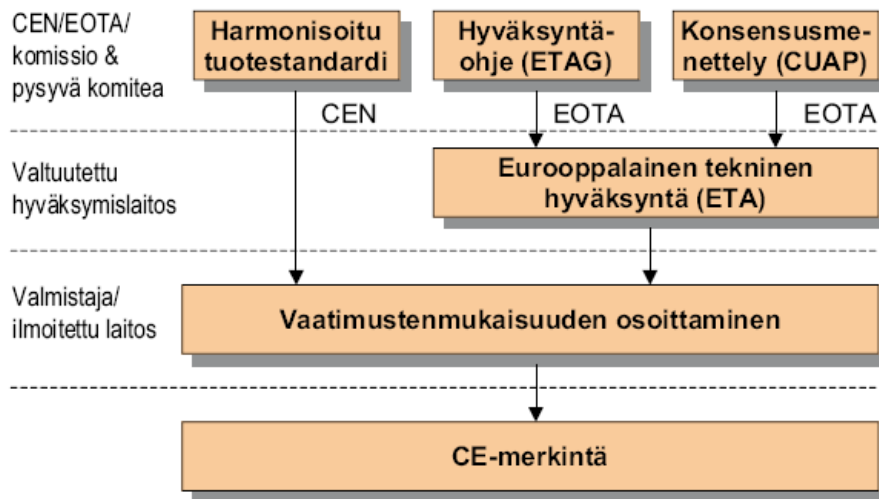 CEN/EOTA/
komissio &
pysyvä komitea
Harmonisoitu
tuotestandardi
Hyväksyntä-
ohje (ETAG)
Konsensusme-
nettely (CUAP)
CEN
EOTA
EOTA
Valtuutettu
hyväksymislaitos
Eurooppalainen tekninen
hyväksyntä (ETA)
Valmistaja/
ilmoitettu laitos
Vaatimustenmukaisuuden osoittaminen
CE-merkintä